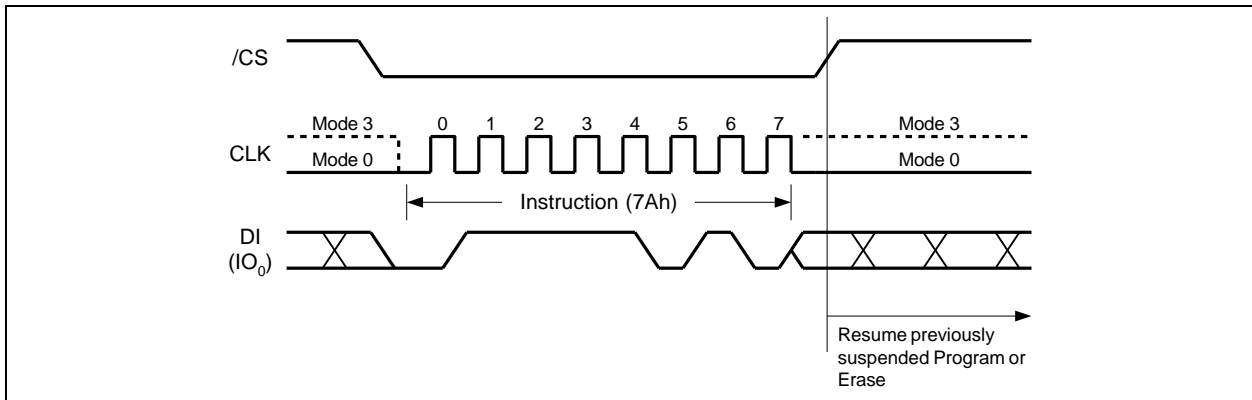 /CS
Mode 3 0 1 2 3 4 5 6 7 Mode 3
CLK
Mode 0 Mode 0
Instruction (7Ah)
DI
(IO0)
Resume previously
suspended Program or
Erase